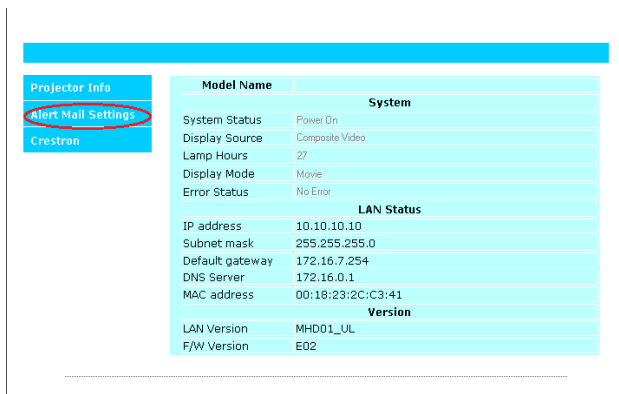 Projector Info
Alert Mail Settings
Crestron
Model Name
System
System Status Power On
Display Source Composite Video
Lamp Hours 27
Display Mode Movie
Error Status No Error
LAN Status
IP address 10.10.10.10
Subnet mask 255.255.255.0
Default gateway 172.16.7.254
DNS Server 172.16.0.1
MAC address 00:18:23:2C:C3:41
Version
LAN Version MHD01_UL
F/W Version E02